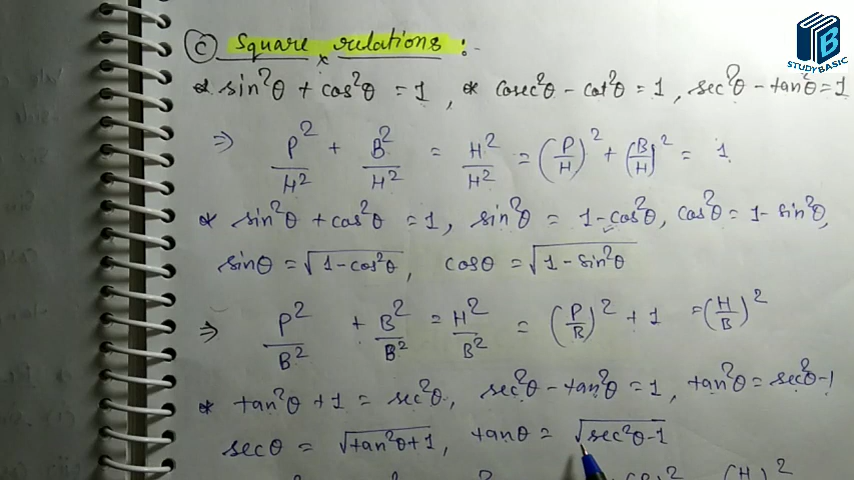 STUDYBASIC
(C) Square relations :-
* sin²θ + cos²θ = 1, * cosec²θ - cot²θ = 1, sec²θ - tan²θ = 1
⇒ P²/H² + B²/H² = H²/H² = (P/H)² + (B/H)² = 1
* sin²θ + cos²θ = 1, sin²θ = 1-cos²θ, cos²θ = 1 - sin²θ,
sinθ = √(1-cos²θ), cosθ = √(1-sin²θ)
⇒ P²/B² + B²/B² = H²/B² = (P/B)² + 1 = (H/B)²
* tan²θ + 1 = sec²θ, sec²θ - tan²θ = 1, tan²θ = sec²θ-1
secθ = √(tan²θ+1), tanθ = √(sec²θ-1)